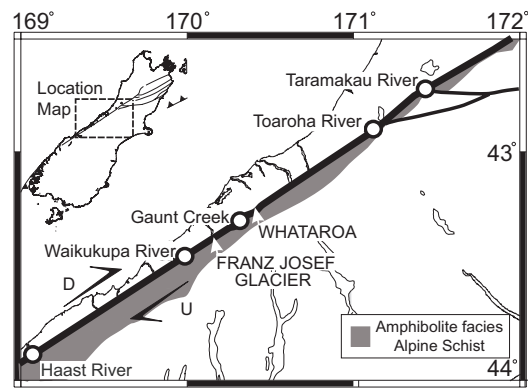 169°
170°
171°
172°
Location
Map
Taramakau River
Toaroha River
43
Gaunt Creek
WHATAROA
Waikukupa River
FRANZ JOSEF
GLACIER
D
U
Amphibolite facies
Alpine Schist
Haast River
44